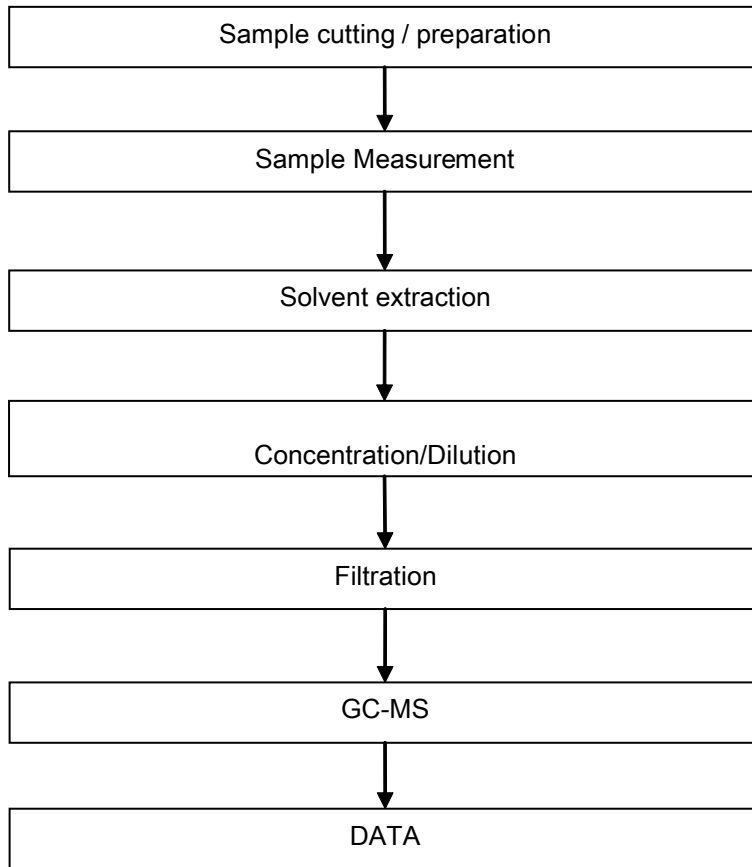 Sample cutting / preparation
Sample Measurement
Solvent extraction
Concentration/Dilution
Filtration
GC-MS
DATA